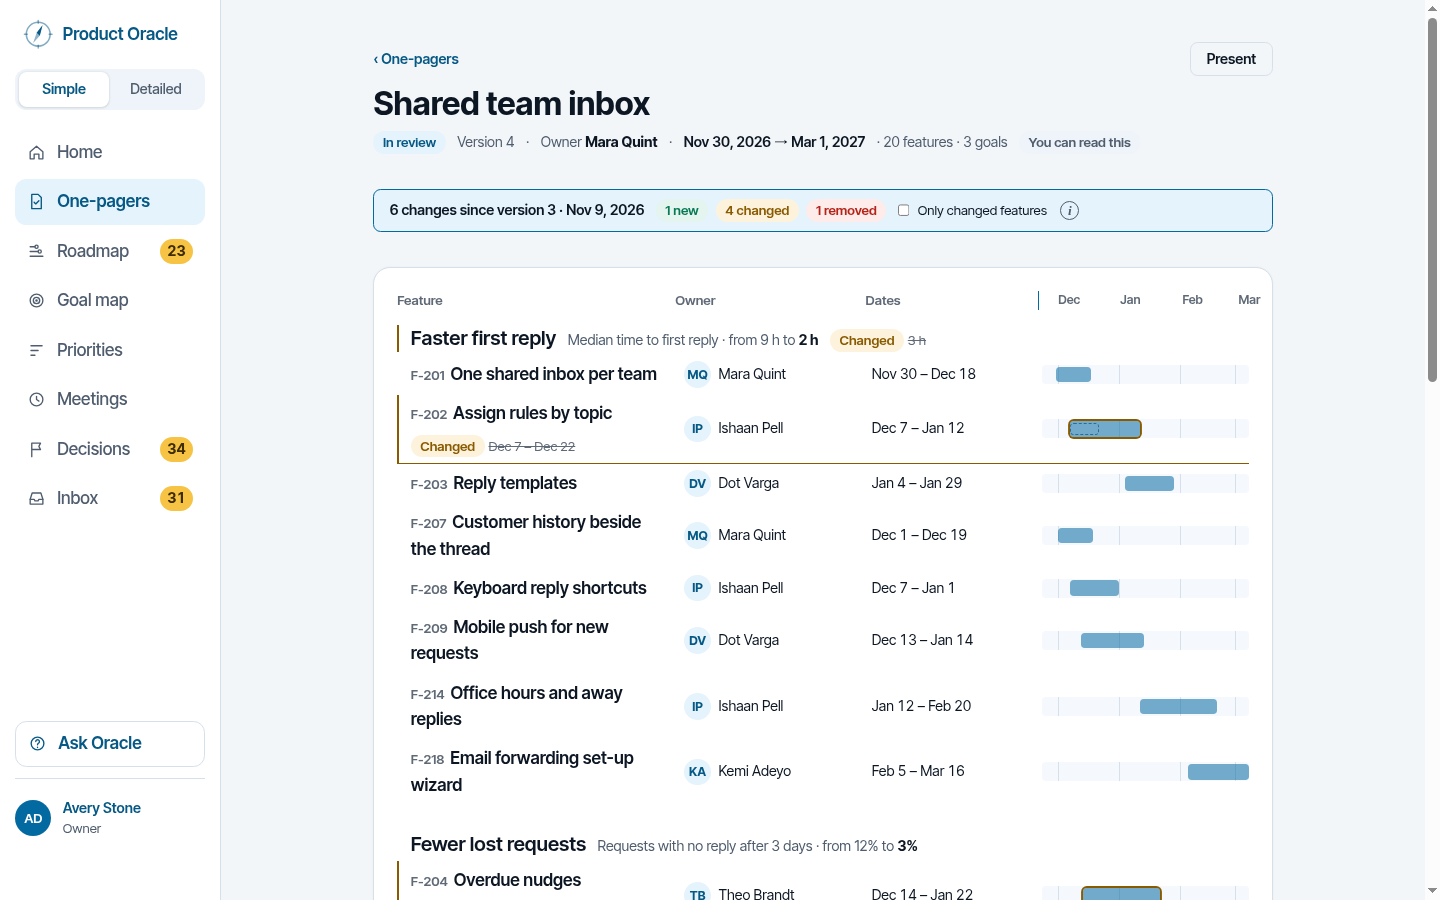 Product Oracle
Simple Detailed
Home
One-pagers
Roadmap 23
Goal map
Priorities
Meetings
Decisions 34
Inbox 31
Ask Oracle
AD Avery Stone
Owner
‹ One-pagers
Present
Shared team inbox
In review Version 4 · Owner Mara Quint · Nov 30, 2026 → Mar 1, 2027 · 20 features · 3 goals You can read this
6 changes since version 3 · Nov 9, 2026 1 new 4 changed 1 removed Only changed features i
Feature Owner Dates Dec Jan Feb Mar
Faster first reply Median time to first reply · from 9 h to 2 h Changed 3 h
F-201 One shared inbox per team MQ Mara Quint Nov 30 – Dec 18
F-202 Assign rules by topic IP Ishaan Pell Dec 7 – Jan 12
Changed Dec 7 – Dec 22
F-203 Reply templates DV Dot Varga Jan 4 – Jan 29
F-207 Customer history beside
the thread MQ Mara Quint Dec 1 – Dec 19
F-208 Keyboard reply shortcuts IP Ishaan Pell Dec 7 – Jan 1
F-209 Mobile push for new
requests DV Dot Varga Dec 13 – Jan 14
F-214 Office hours and away
replies IP Ishaan Pell Jan 12 – Feb 20
F-218 Email forwarding set-up
wizard KA Kemi Adeyo Feb 5 – Mar 16
Fewer lost requests Requests with no reply after 3 days · from 12% to 3%
F-204 Overdue nudges TB Theo Brandt Dec 14 – Jan 22